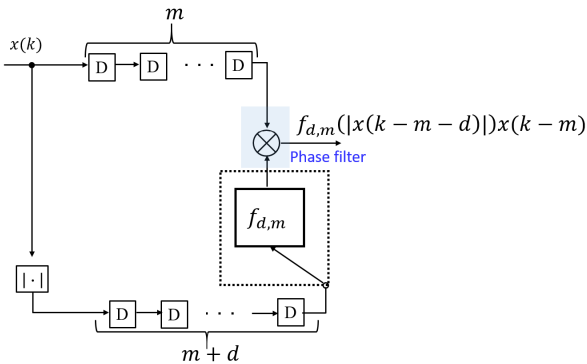 m
x(k)
D D · · · D
f_{d,m}(|x(k − m − d)|)x(k − m)
Phase filter
f_{d,m}
|·|
D D · · · D
m + d